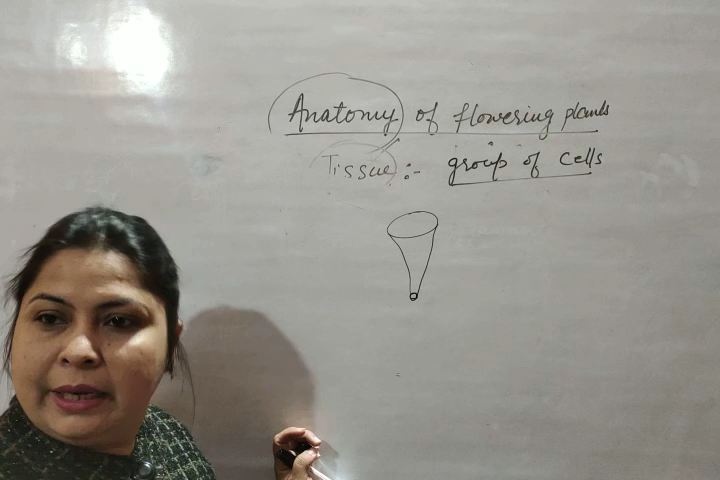 Anatomy of flowering plants
Tissue :- group of cells